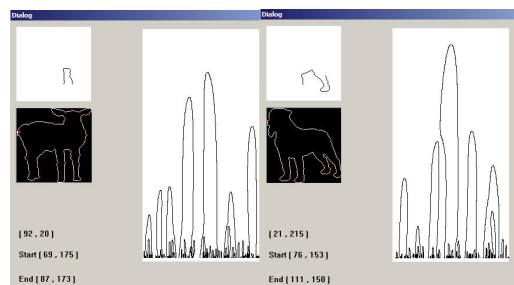 Dialog
[ 92 , 20 ]
Start [ 69 , 175 ]
End [ 87 , 173 ]
Dialog
[ 21 , 215 ]
Start [ 76 , 153 ]
End [ 111 , 150 ]